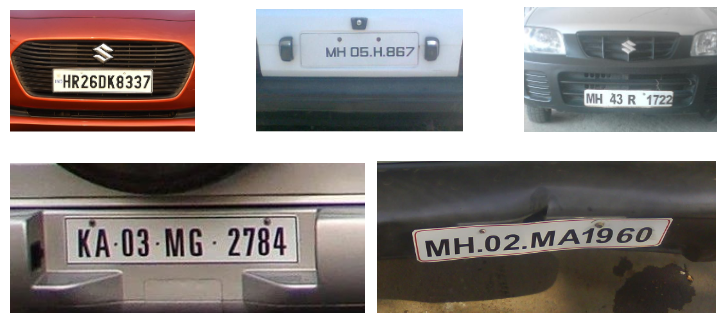 HR26DK8337
MH 05.H.867
MH 43 R 1722
KA·03·MG·2784
MH.02.MA1960